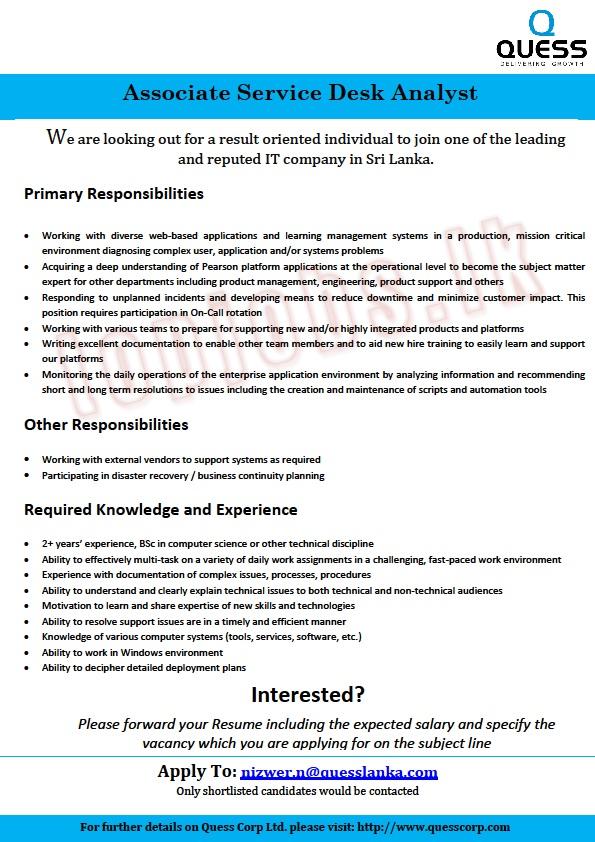 QUESS
DELIVERING GROWTH
Associate Service Desk Analyst
We are looking out for a result oriented individual to join one of the leading
and reputed IT company in Sri Lanka.
Primary Responsibilities
• Working with diverse web-based applications and learning management systems in a production, mission critical
environment diagnosing complex user, application and/or systems problems
• Acquiring a deep understanding of Pearson platform applications at the operational level to become the subject matter
expert for other departments including product management, engineering, product support and others
• Responding to unplanned incidents and developing means to reduce downtime and minimize customer impact. This
position requires participation in On-Call rotation
• Working with various teams to prepare for supporting new and/or highly integrated products and platforms
• Writing excellent documentation to enable other team members and to aid new hire training to easily learn and support
our platforms
• Monitoring the daily operations of the enterprise application environment by analyzing information and recommending
short and long term resolutions to issues including the creation and maintenance of scripts and automation tools
topjobs.lk
Other Responsibilities
• Working with external vendors to support systems as required
• Participating in disaster recovery / business continuity planning
Required Knowledge and Experience
• 2+ years' experience, BSc in computer science or other technical discipline
• Ability to effectively multi-task on a variety of daily work assignments in a challenging, fast-paced work environment
• Experience with documentation of complex issues, processes, procedures
• Ability to understand and clearly explain technical issues to both technical and non-technical audiences
• Motivation to learn and share expertise of new skills and technologies
• Ability to resolve support issues are in a timely and efficient manner
• Knowledge of various computer systems (tools, services, software, etc.)
• Ability to work in Windows environment
• Ability to decipher detailed deployment plans
Interested?
Please forward your Resume including the expected salary and specify the
vacancy which you are applying for on the subject line
Apply To: nizwer.n@quesslanka.com
Only shortlisted candidates would be contacted
For further details on Quess Corp Ltd. please visit: http://www.quesscorp.com